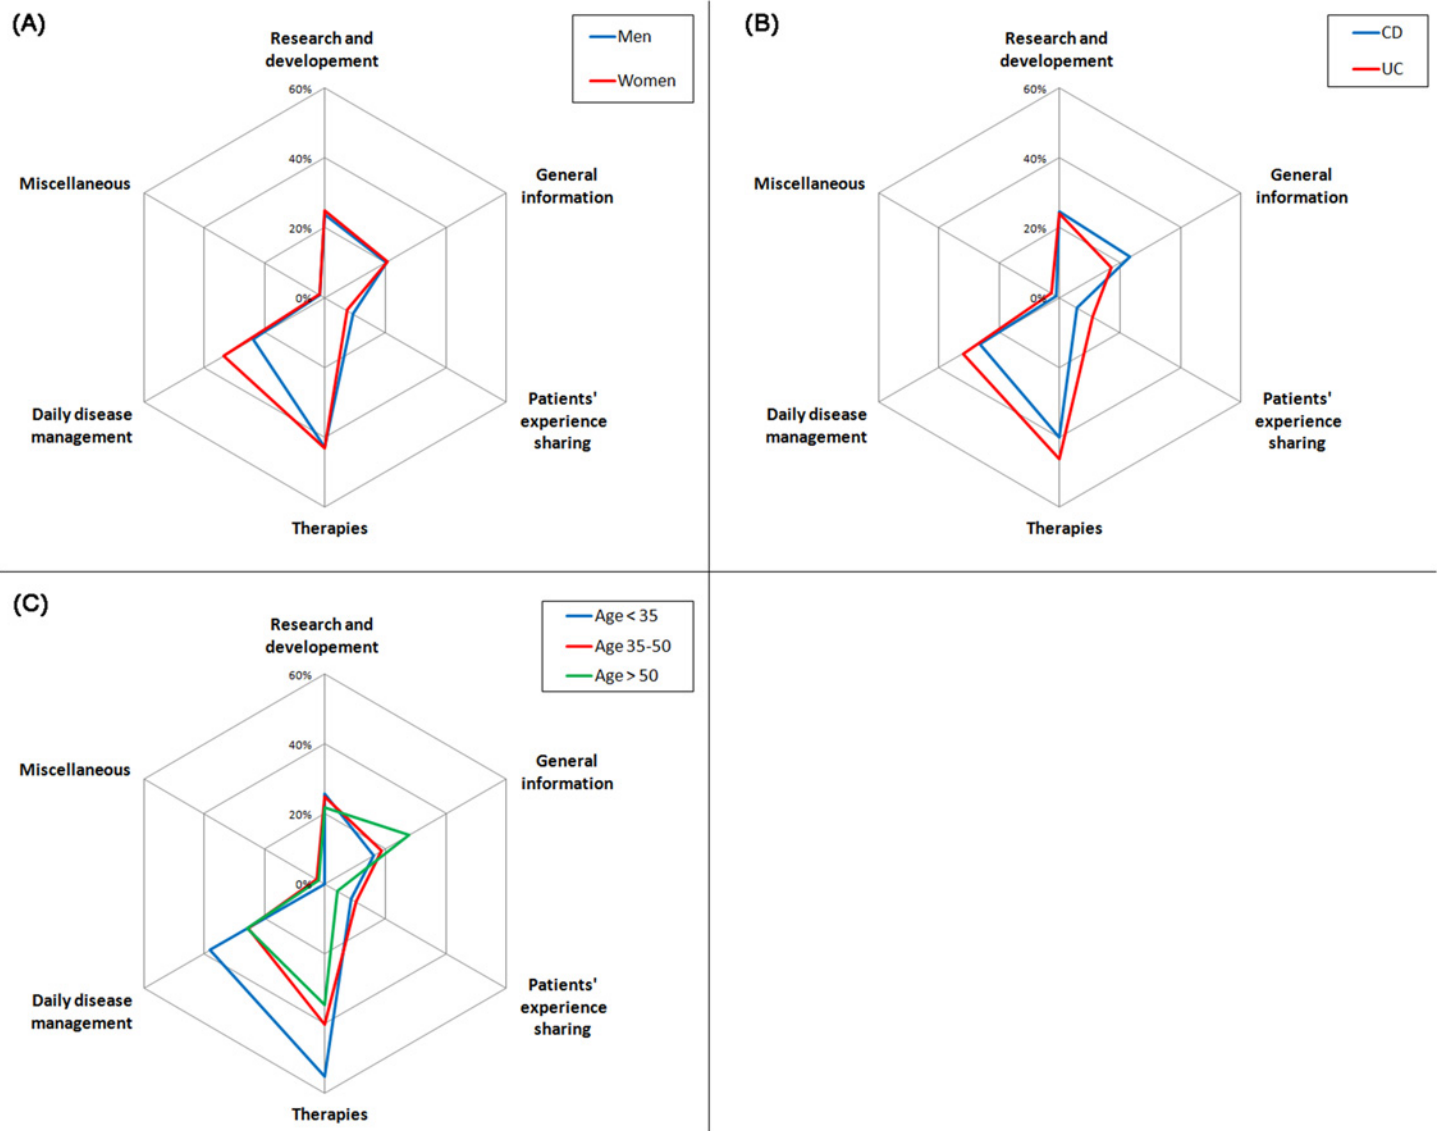 (A)
Men
Women
Research and
developement
60%
40%
20%
0%
General
information
Patients'
experience
sharing
Therapies
Daily disease
management
Miscellaneous
(B)
CD
UC
Research and
developement
60%
40%
20%
0%
General
information
Patients'
experience
sharing
Therapies
Daily disease
management
Miscellaneous
(C)
Age < 35
Age 35-50
Age > 50
Research and
developement
60%
40%
20%
0%
General
information
Patients'
experience
sharing
Therapies
Daily disease
management
Miscellaneous